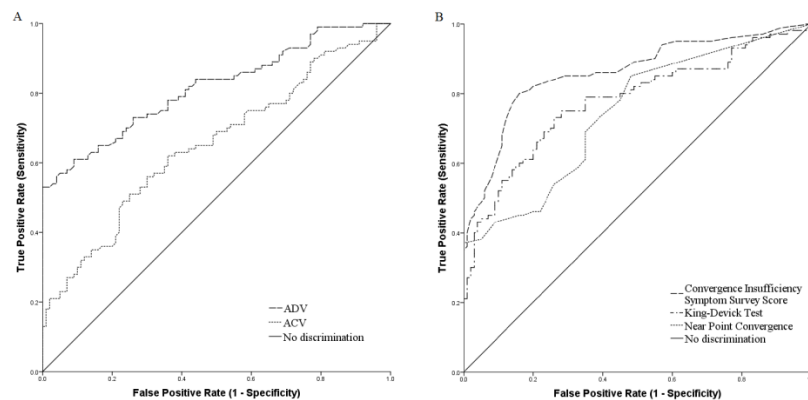 A
True Positive Rate (Sensitivity)
1.0
0.8
0.6
0.4
0.2
0.0
ADV
ACV
No discrimination
0.0 0.2 0.4 0.6 0.8 1.0
False Positive Rate (1 - Specificity)
B
True Positive Rate (Sensitivity)
1.0
0.8
0.6
0.4
0.2
0.0
Convergence Insufficiency
Symptom Survey Score
King-Devick Test
Near Point Convergence
No discrimination
0.0 0.2 0.4 0.6 0.8 1.0
False Positive Rate (1 - Specificity)